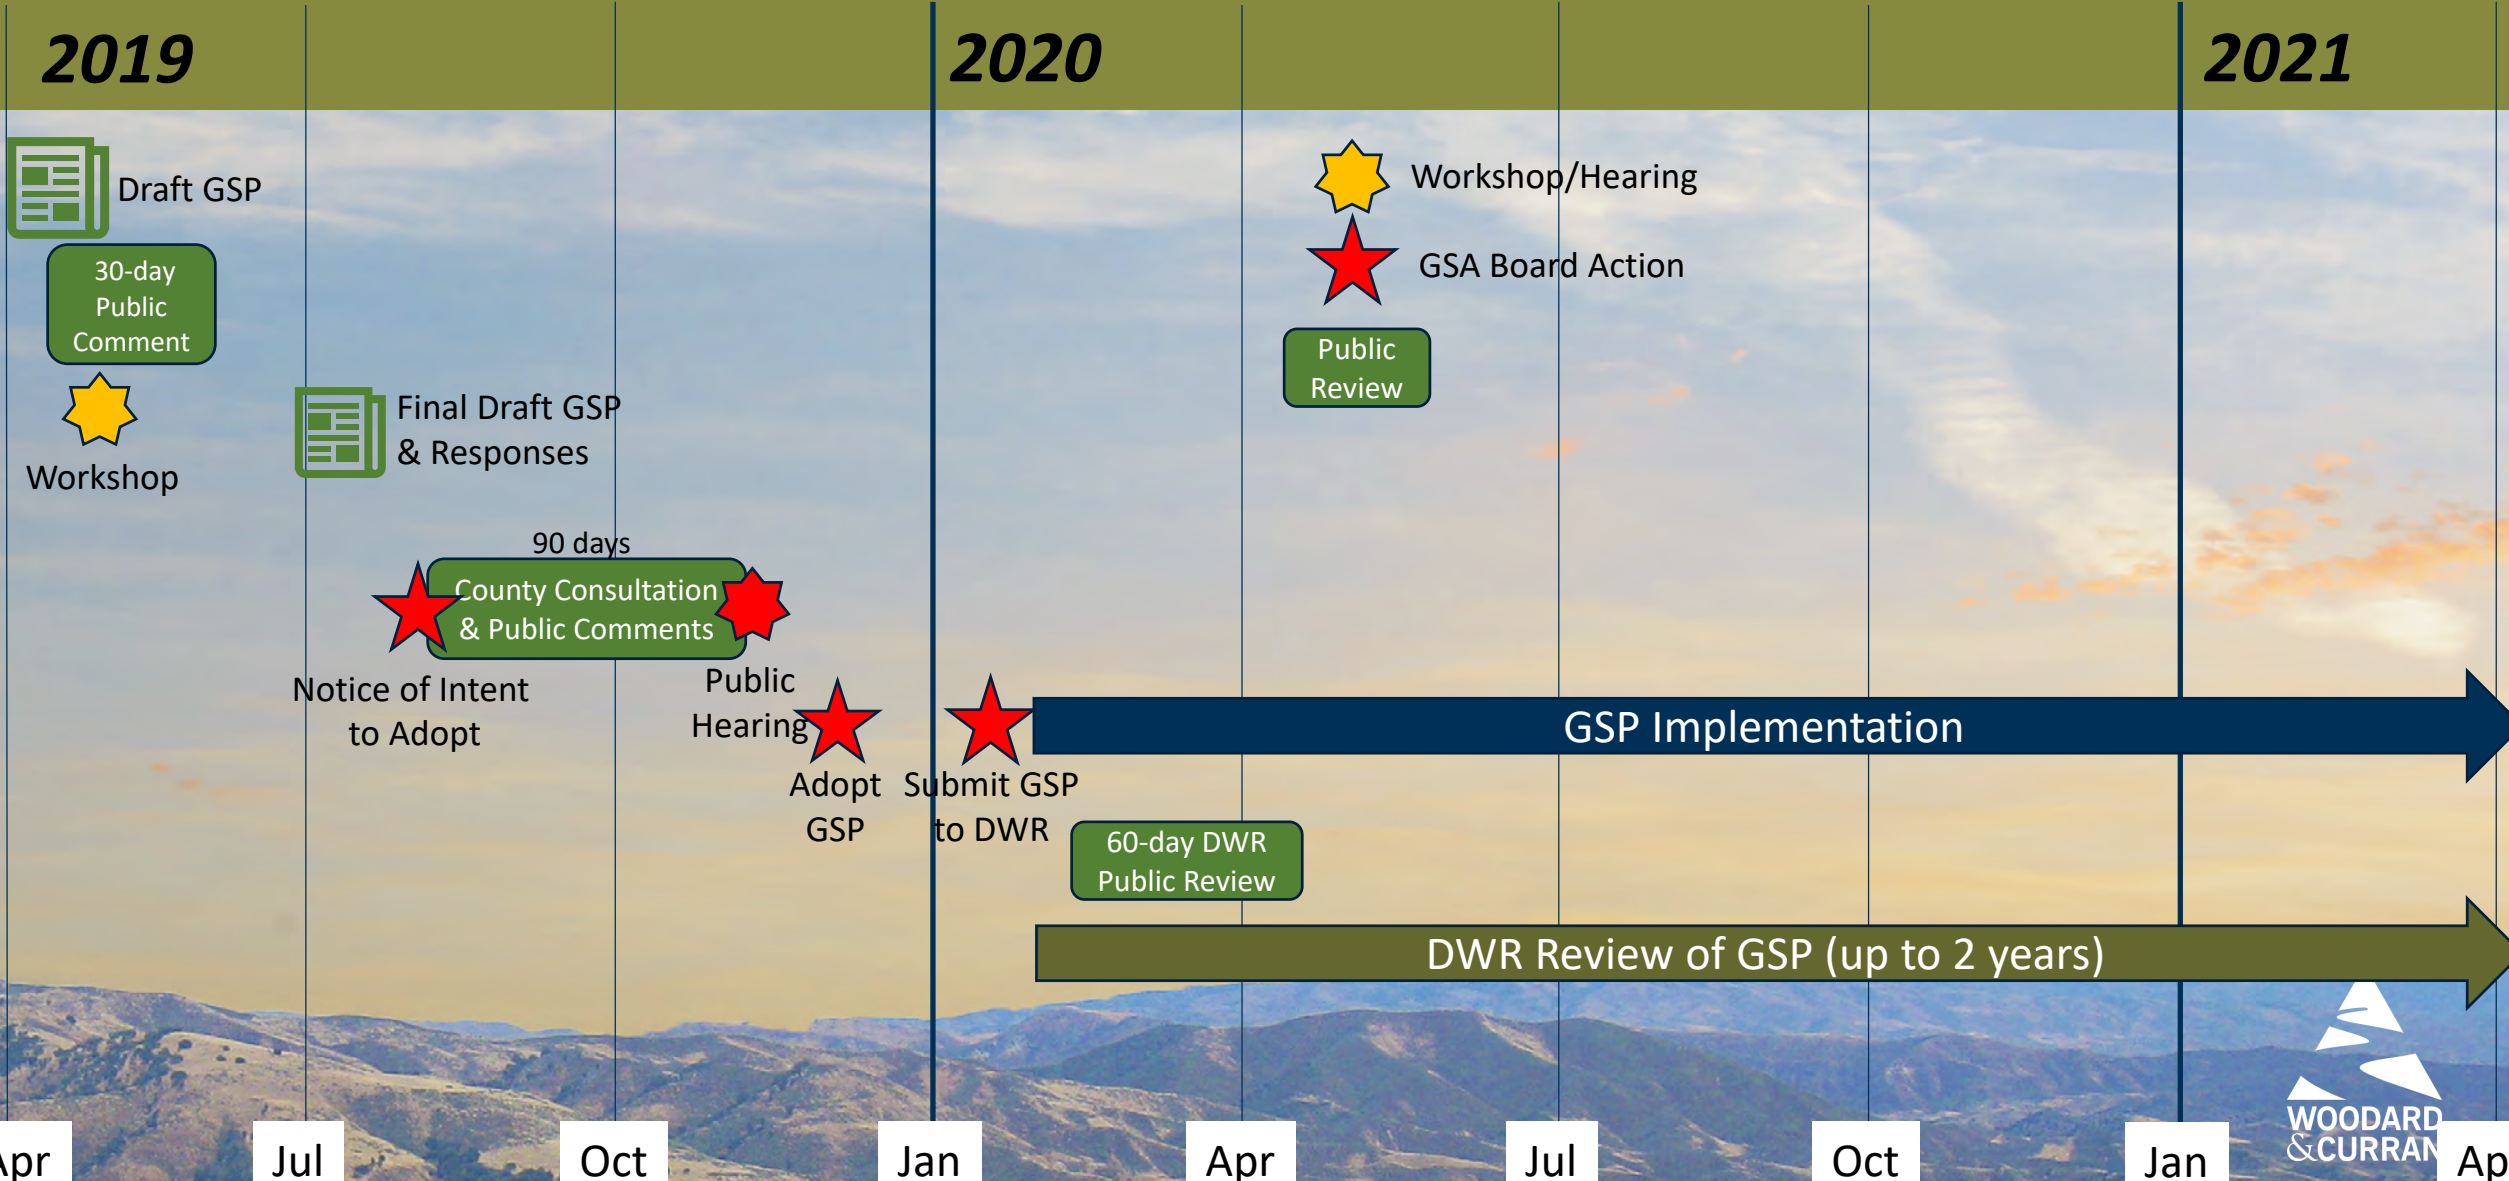 2019
2020
2021
Draft GSP
30-day
Public
Comment
Workshop
Final Draft GSP
& Responses
90 days
County Consultation
& Public Comments
Notice of Intent
to Adopt
Public
Hearing
Adopt
GSP
Submit GSP
to DWR
Workshop/Hearing
GSA Board Action
Public
Review
GSP Implementation
60-day DWR
Public Review
DWR Review of GSP (up to 2 years)
WOODARD
&CURRAN
Apr
Jul
Oct
Jan
Apr
Jul
Oct
Jan
Ap